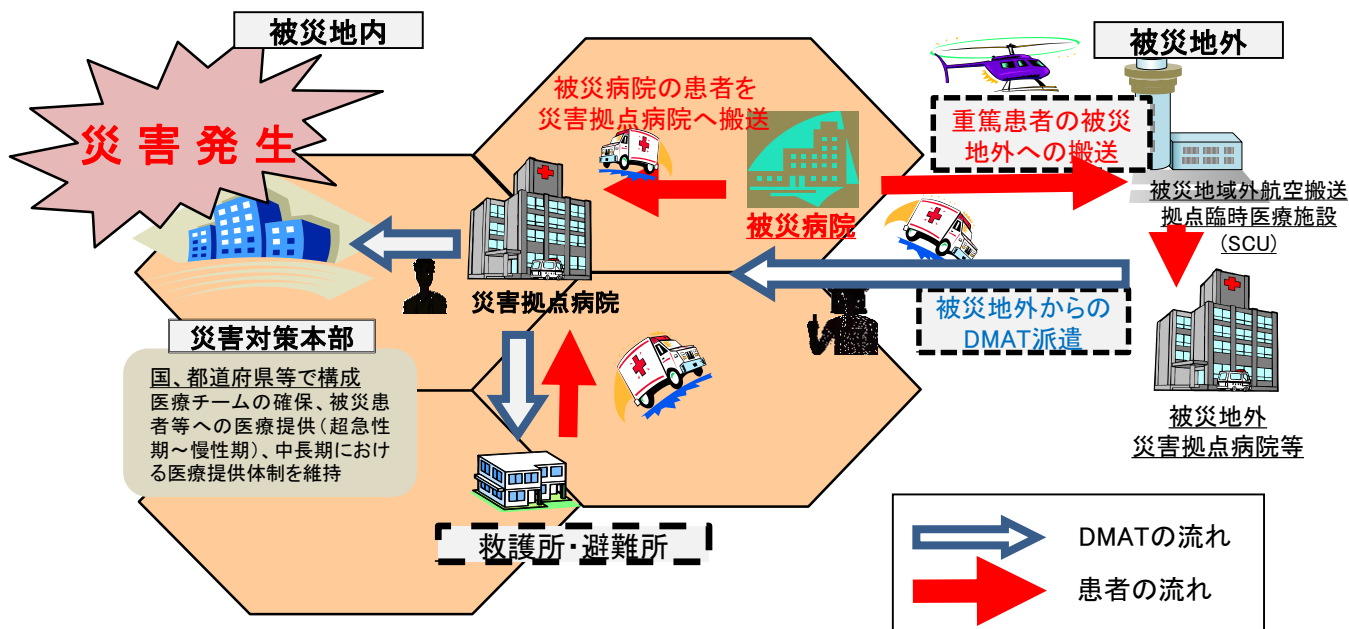 被災地内
災害発生
被災病院の患者を
災害拠点病院へ搬送
被災病院
災害拠点病院
被災地外
重篤患者の被災
地外への搬送
被災地域外航空搬送
拠点臨時医療施設
(SCU)
被災地外からの
DMAT派遣
被災地外
災害拠点病院等
災害対策本部
国、都道府県等で構成
医療チームの確保、被災患
者等への医療提供(超急性
期～慢性期)、中長期におけ
る医療提供体制を維持
救護所・避難所
DMATの流れ
患者の流れ